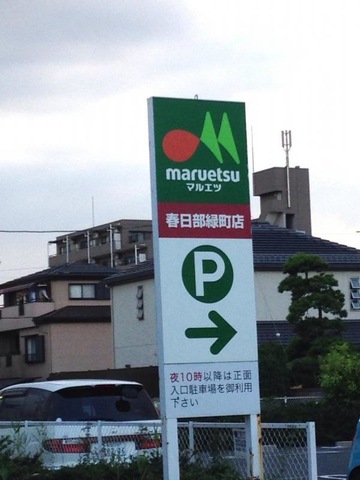 maruetsu
マルエツ
春日部緑町店
P
夜10時以降は正面
入口駐車場を御利用
下さい